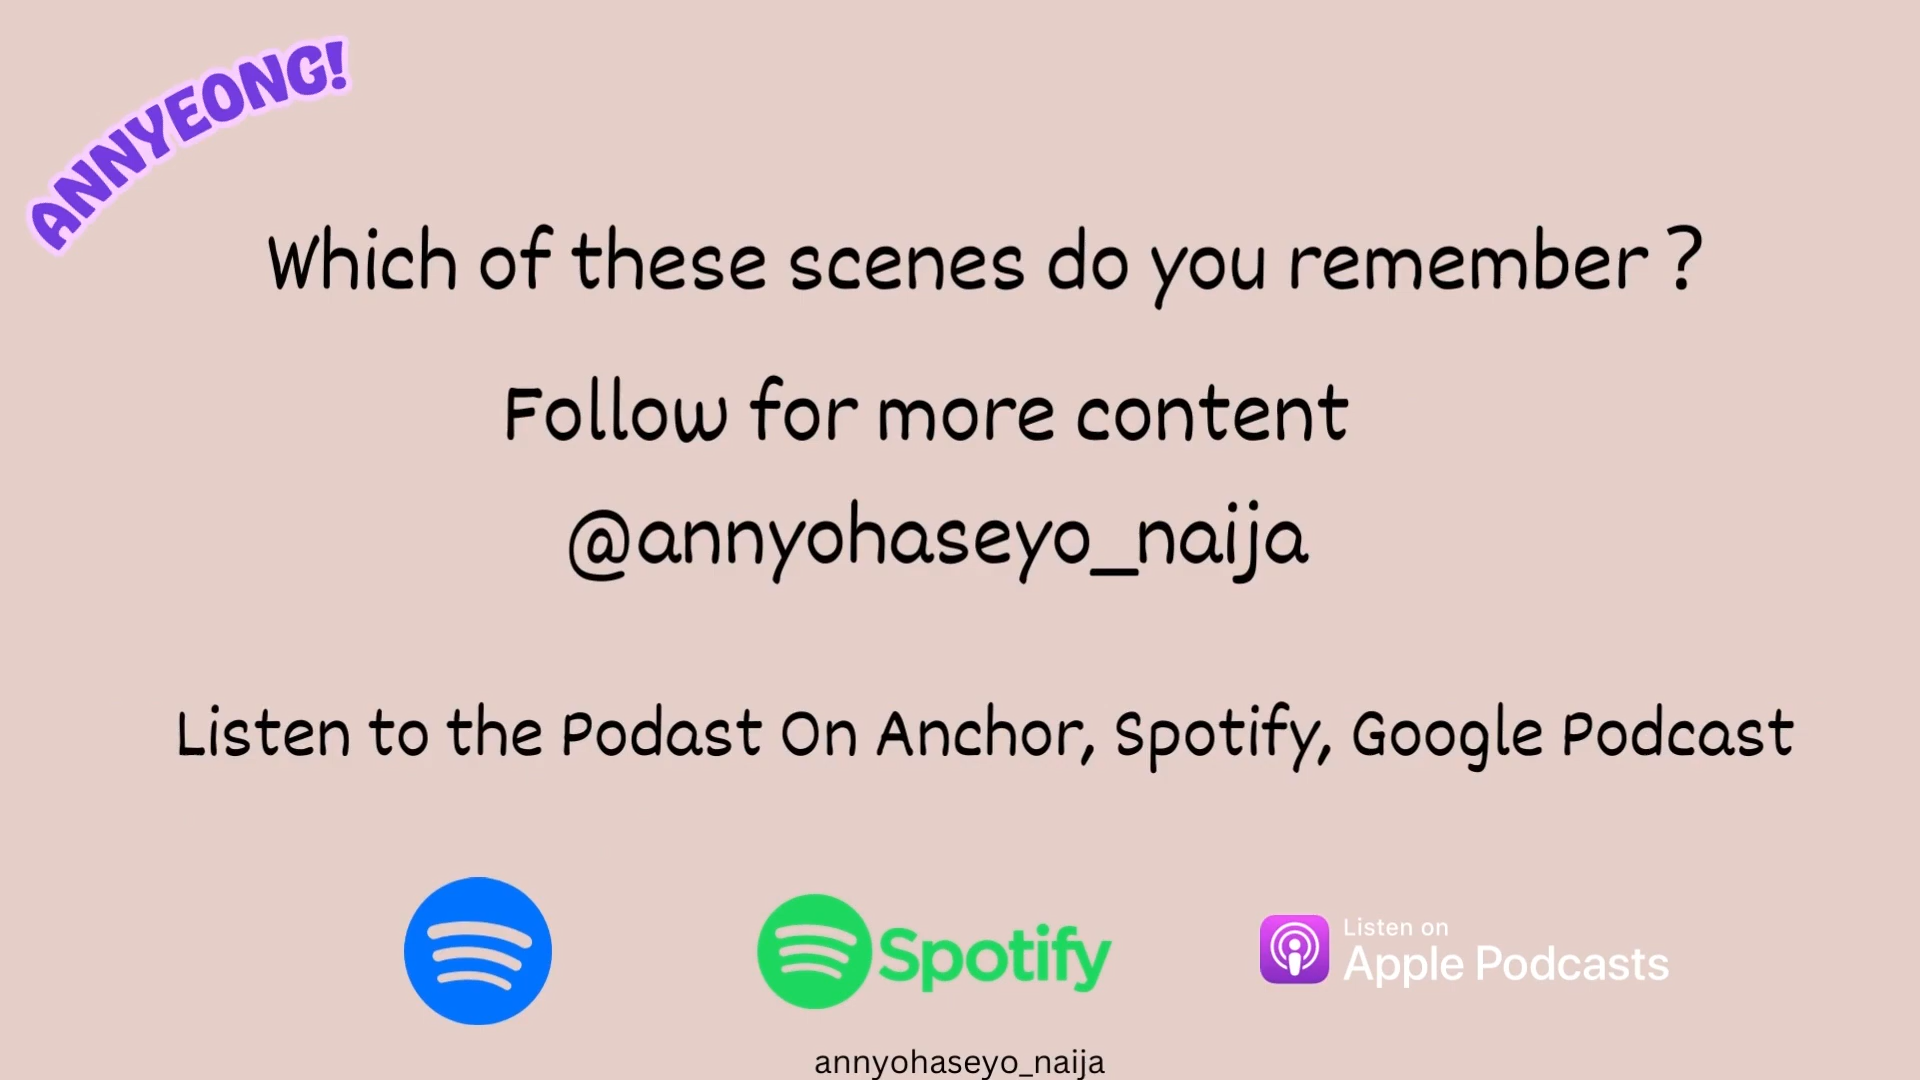 ANNYEONG!
Which of these scenes do you remember ?
Follow for more content
@annyohaseyo_naija
Listen to the Podast On Anchor, Spotify, Google Podcast
Spotify
Listen on
Apple Podcasts
annyohaseyo_naija